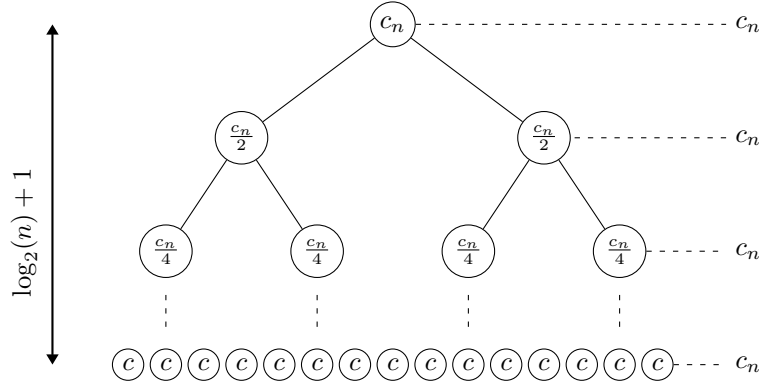 cₙ cₙ
cₙ/2 cₙ/2 cₙ
cₙ/4 cₙ/4 cₙ/4 cₙ/4 cₙ
c c c c c c c c c c c c c c c cₙ
log₂(n) + 1